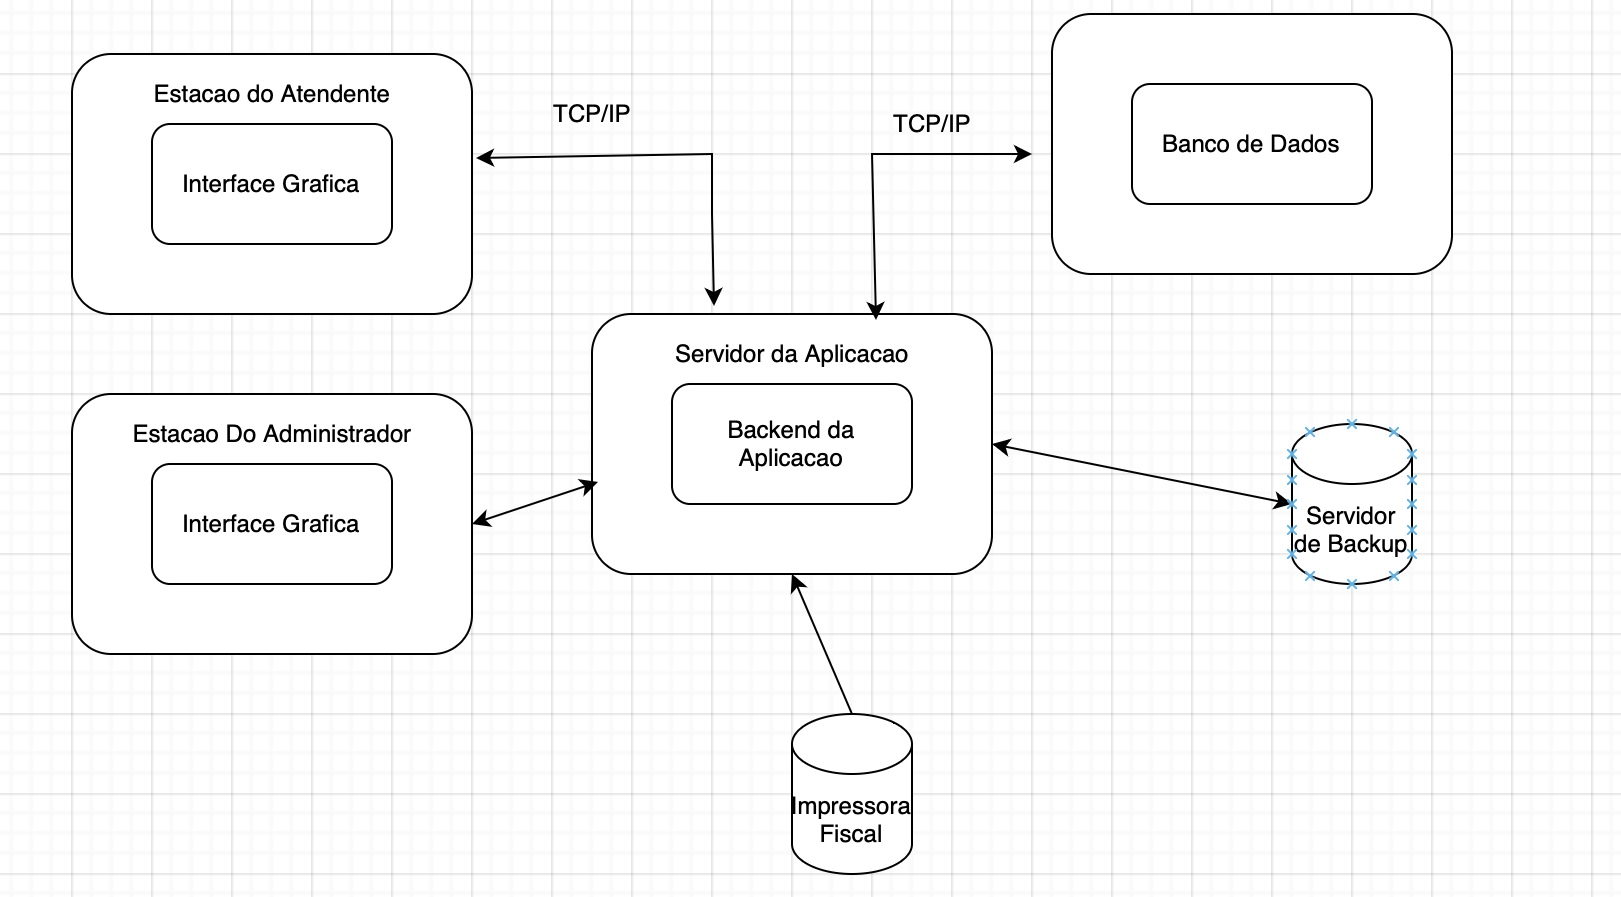 Estacao do Atendente
Interface Grafica
TCP/IP
TCP/IP
Banco de Dados
Servidor da Aplicacao
Backend da
Aplicacao
Estacao Do Administrador
Interface Grafica
Servidor
de Backup
Impressora
Fiscal